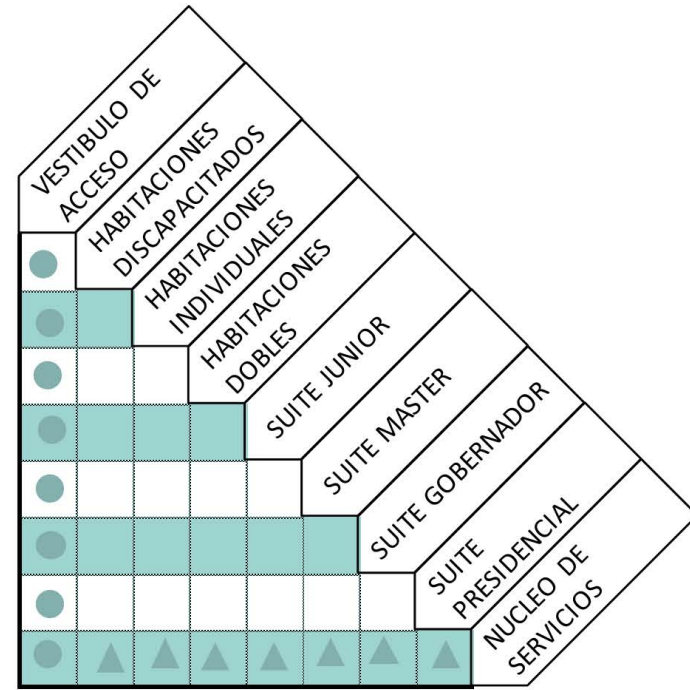 VESTIBULO DE
ACCESO
HABITACIONES
DISCAPACITADOS
HABITACIONES
INDIVIDUALES
HABITACIONES
DOBLES
SUITE JUNIOR
SUITE MASTER
SUITE GOBERNADOR
SUITE
PRESIDENCIAL
NUCLEO DE
SERVICIOS